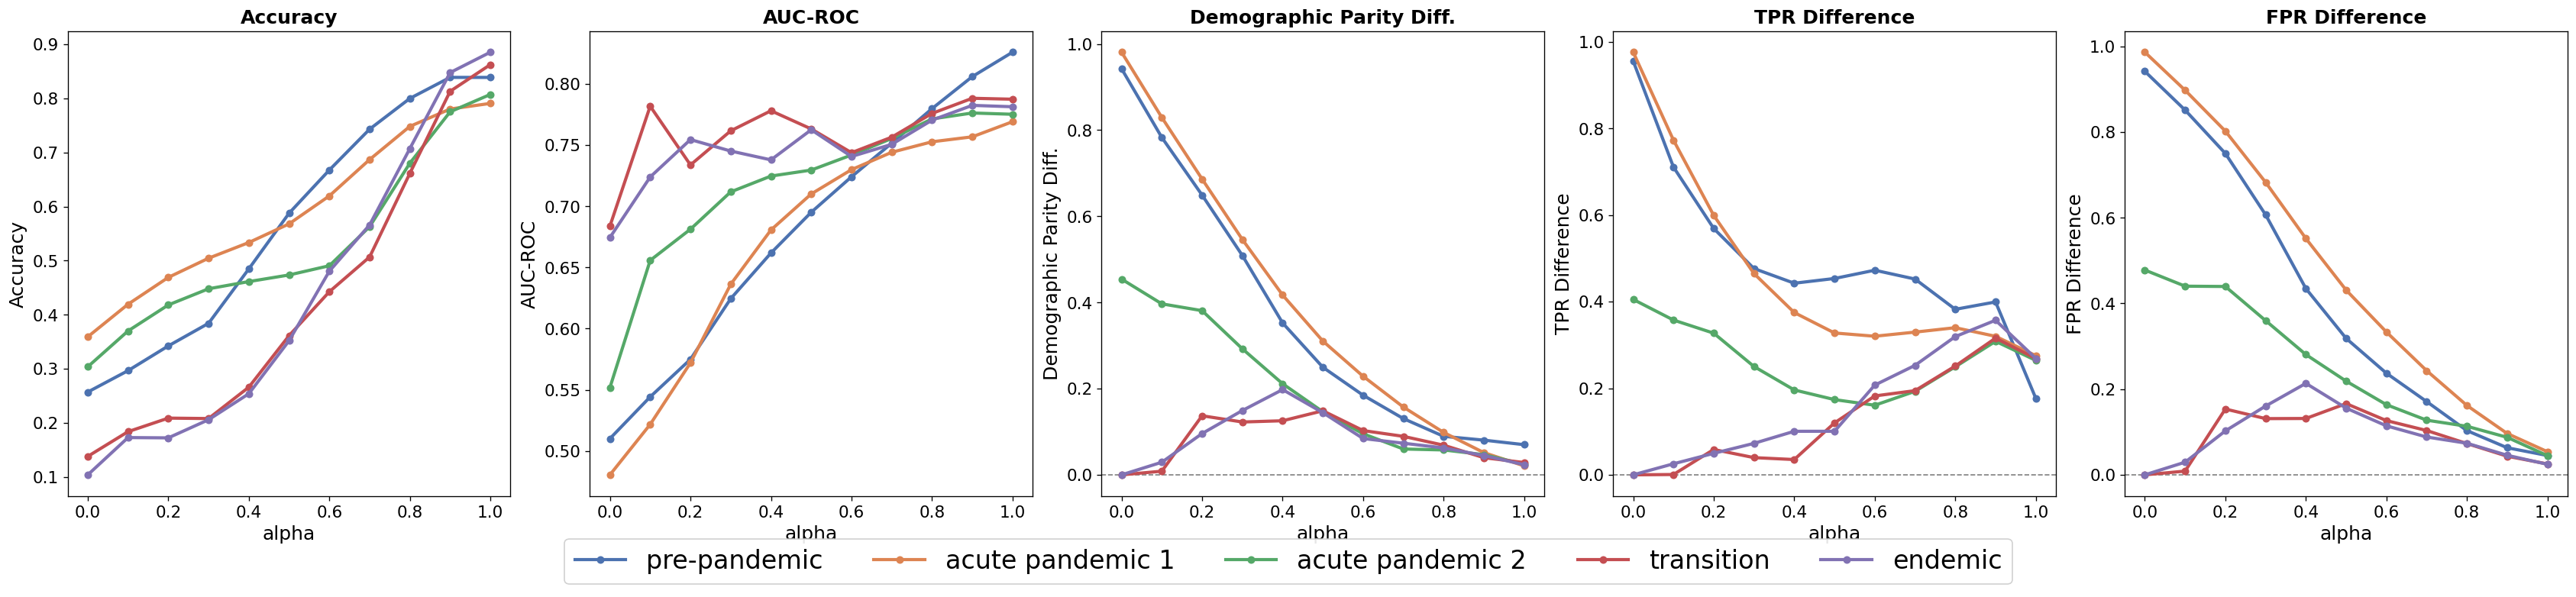 Accuracy
Accuracy
0.9
0.8
0.7
0.6
0.5
0.4
0.3
0.2
0.1
0.0 0.2 0.4 0.6 0.8 1.0
alpha
AUC-ROC
AUC-ROC
0.80
0.75
0.70
0.65
0.60
0.55
0.50
0.0 0.2 0.4 0.6 0.8 1.0
alpha
Demographic Parity Diff.
Demographic Parity Diff.
1.0
0.8
0.6
0.4
0.2
0.0
0.0 0.2 0.4 0.6 0.8 1.0
alpha
TPR Difference
TPR Difference
1.0
0.8
0.6
0.4
0.2
0.0
0.0 0.2 0.4 0.6 0.8 1.0
alpha
FPR Difference
FPR Difference
1.0
0.8
0.6
0.4
0.2
0.0
0.0 0.2 0.4 0.6 0.8 1.0
alpha
pre-pandemic acute pandemic 1 acute pandemic 2 transition endemic